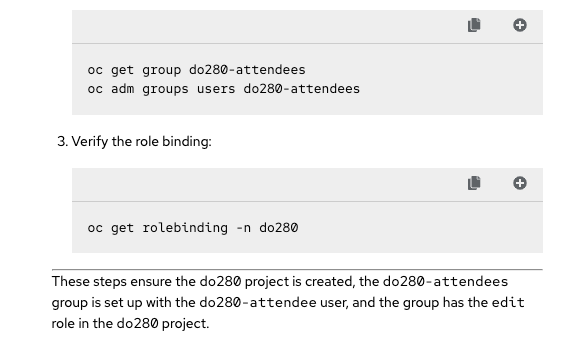 oc get group do280-attendees
oc adm groups users do280-attendees
3. Verify the role binding:
oc get rolebinding -n do280
These steps ensure the do280 project is created, the do280-attendees
group is set up with the do280-attendee user, and the group has the edit
role in the do280 project.